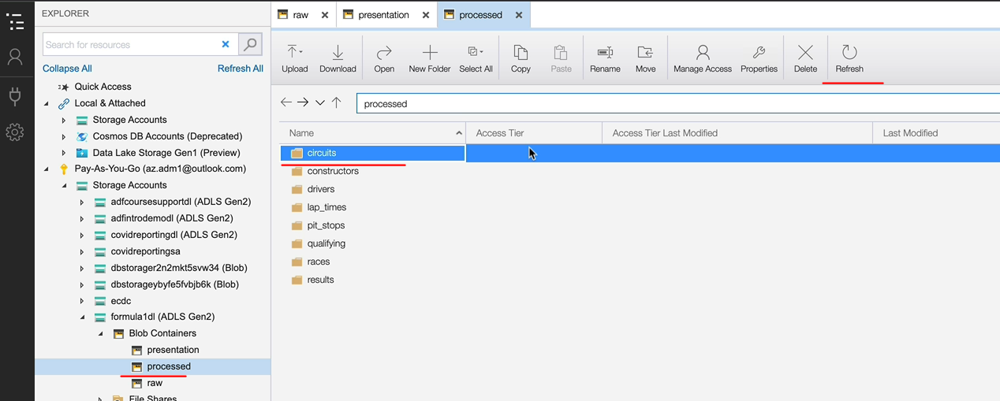 EXPLORER
Search for resources
Collapse All
Refresh All
Quick Access
Local & Attached
Storage Accounts
Cosmos DB Accounts (Deprecated)
Data Lake Storage Gen1 (Preview)
Pay-As-You-Go (az.adm1@outlook.com)
Storage Accounts
adfcoursesupportdl (ADLS Gen2)
adfintrodemodl (ADLS Gen2)
covidreportingdl (ADLS Gen2)
covidreportingsa
dbstorager2n2mkt5svw34 (Blob)
dbstorageybyfe5fvbjb6k (Blob)
ecdc
formula1dl (ADLS Gen2)
Blob Containers
presentation
processed
raw
File Shares
raw
presentation
processed
Upload
Download
Open
New Folder
Select All
Copy
Paste
Rename
Move
Manage Access
Properties
Delete
Refresh
processed
Name
Access Tier
Access Tier Last Modified
Last Modified
circuits
constructors
drivers
lap_times
pit_stops
qualifying
races
results